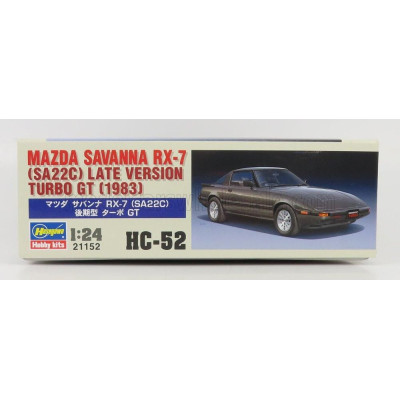 MAZDA SAVANNA RX-7
(SA22C) LATE VERSION
TURBO GT (1983)
マツダ サバンナ RX-7 (SA22C)
後期型 ターボ GT
Hasegawa
Hobby kits
1:24
21152
HC-52